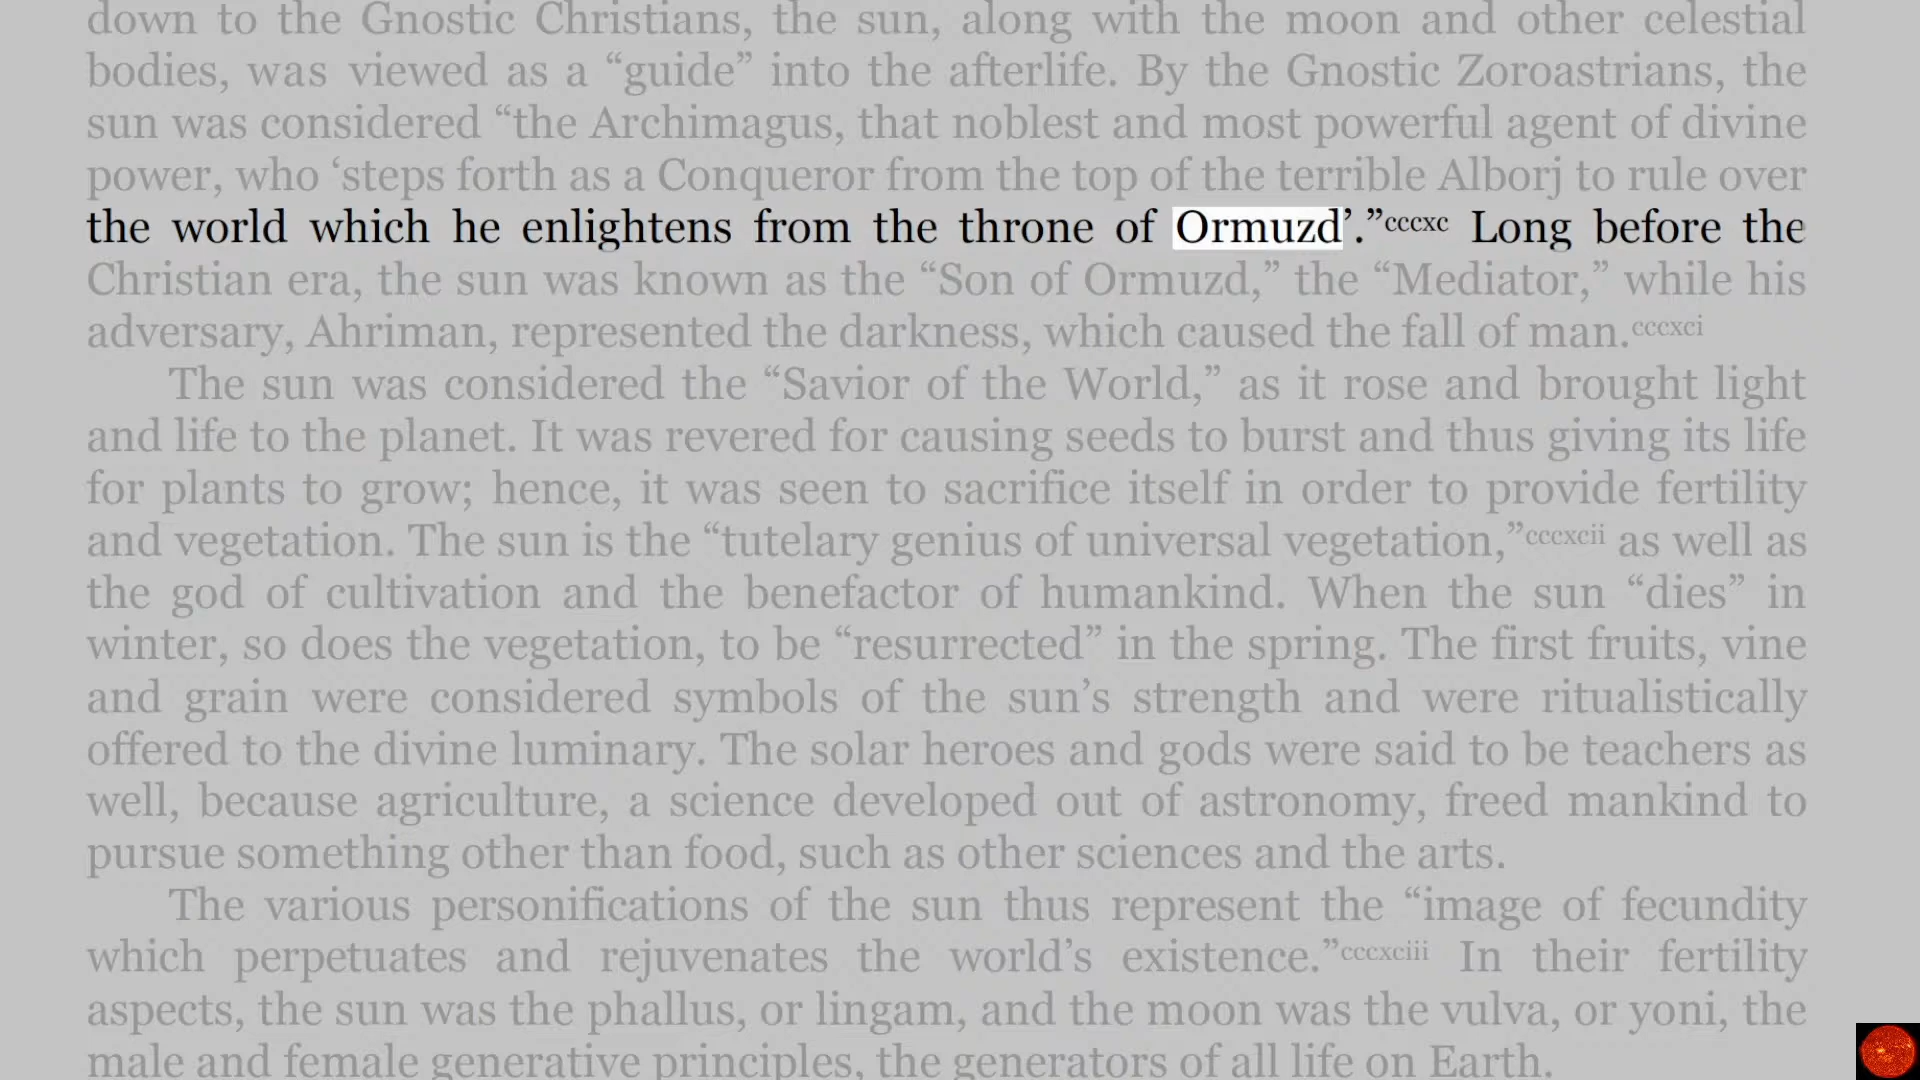 down to the Gnostic Christians, the sun, along with the moon and other celestial
bodies, was viewed as a “guide” into the afterlife. By the Gnostic Zoroastrians, the
sun was considered “the Archimagus, that noblest and most powerful agent of divine
power, who ‘steps forth as a Conqueror from the top of the terrible Alborj to rule over
the world which he enlightens from the throne of Ormuzd’.”cccxc Long before the
Christian era, the sun was known as the “Son of Ormuzd,” the “Mediator,” while his
adversary, Ahriman, represented the darkness, which caused the fall of man.cccxci
The sun was considered the “Savior of the World,” as it rose and brought light
and life to the planet. It was revered for causing seeds to burst and thus giving its life
for plants to grow; hence, it was seen to sacrifice itself in order to provide fertility
and vegetation. The sun is the “tutelary genius of universal vegetation,”cccxcii as well as
the god of cultivation and the benefactor of humankind. When the sun “dies” in
winter, so does the vegetation, to be “resurrected” in the spring. The first fruits, vine
and grain were considered symbols of the sun’s strength and were ritualistically
offered to the divine luminary. The solar heroes and gods were said to be teachers as
well, because agriculture, a science developed out of astronomy, freed mankind to
pursue something other than food, such as other sciences and the arts.
The various personifications of the sun thus represent the “image of fecundity
which perpetuates and rejuvenates the world’s existence.”cccxciii In their fertility
aspects, the sun was the phallus, or lingam, and the moon was the vulva, or yoni, the
male and female generative principles, the generators of all life on Earth.